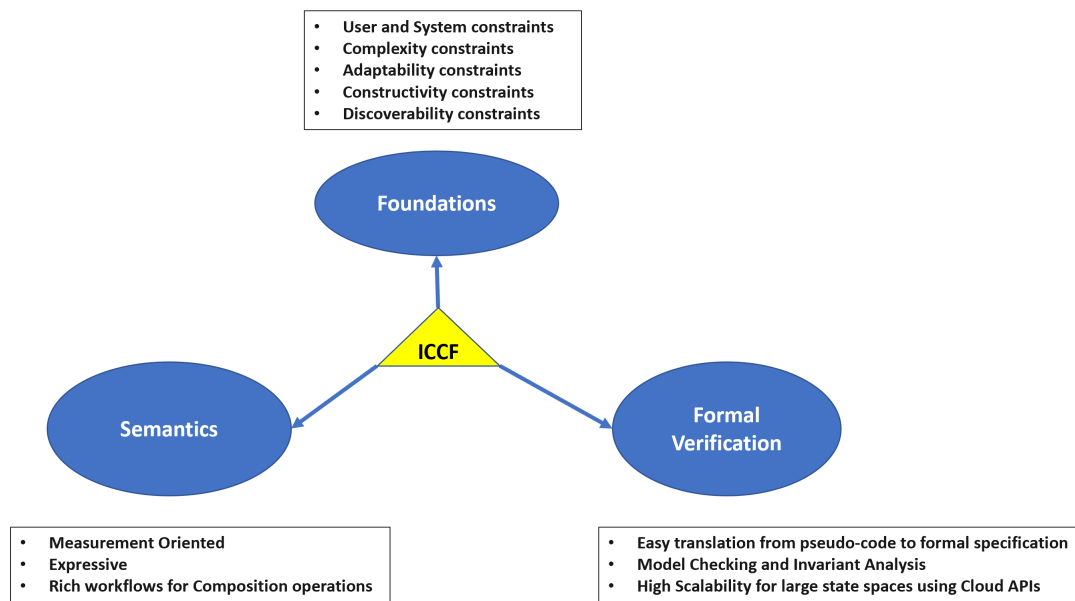 • User and System constraints
• Complexity constraints
• Adaptability constraints
• Constructivity constraints
• Discoverability constraints
Foundations
ICCF
Semantics
Formal
Verification
• Measurement Oriented
• Expressive
• Rich workflows for Composition operations
• Easy translation from pseudo-code to formal specification
• Model Checking and Invariant Analysis
• High Scalability for large state spaces using Cloud APIs